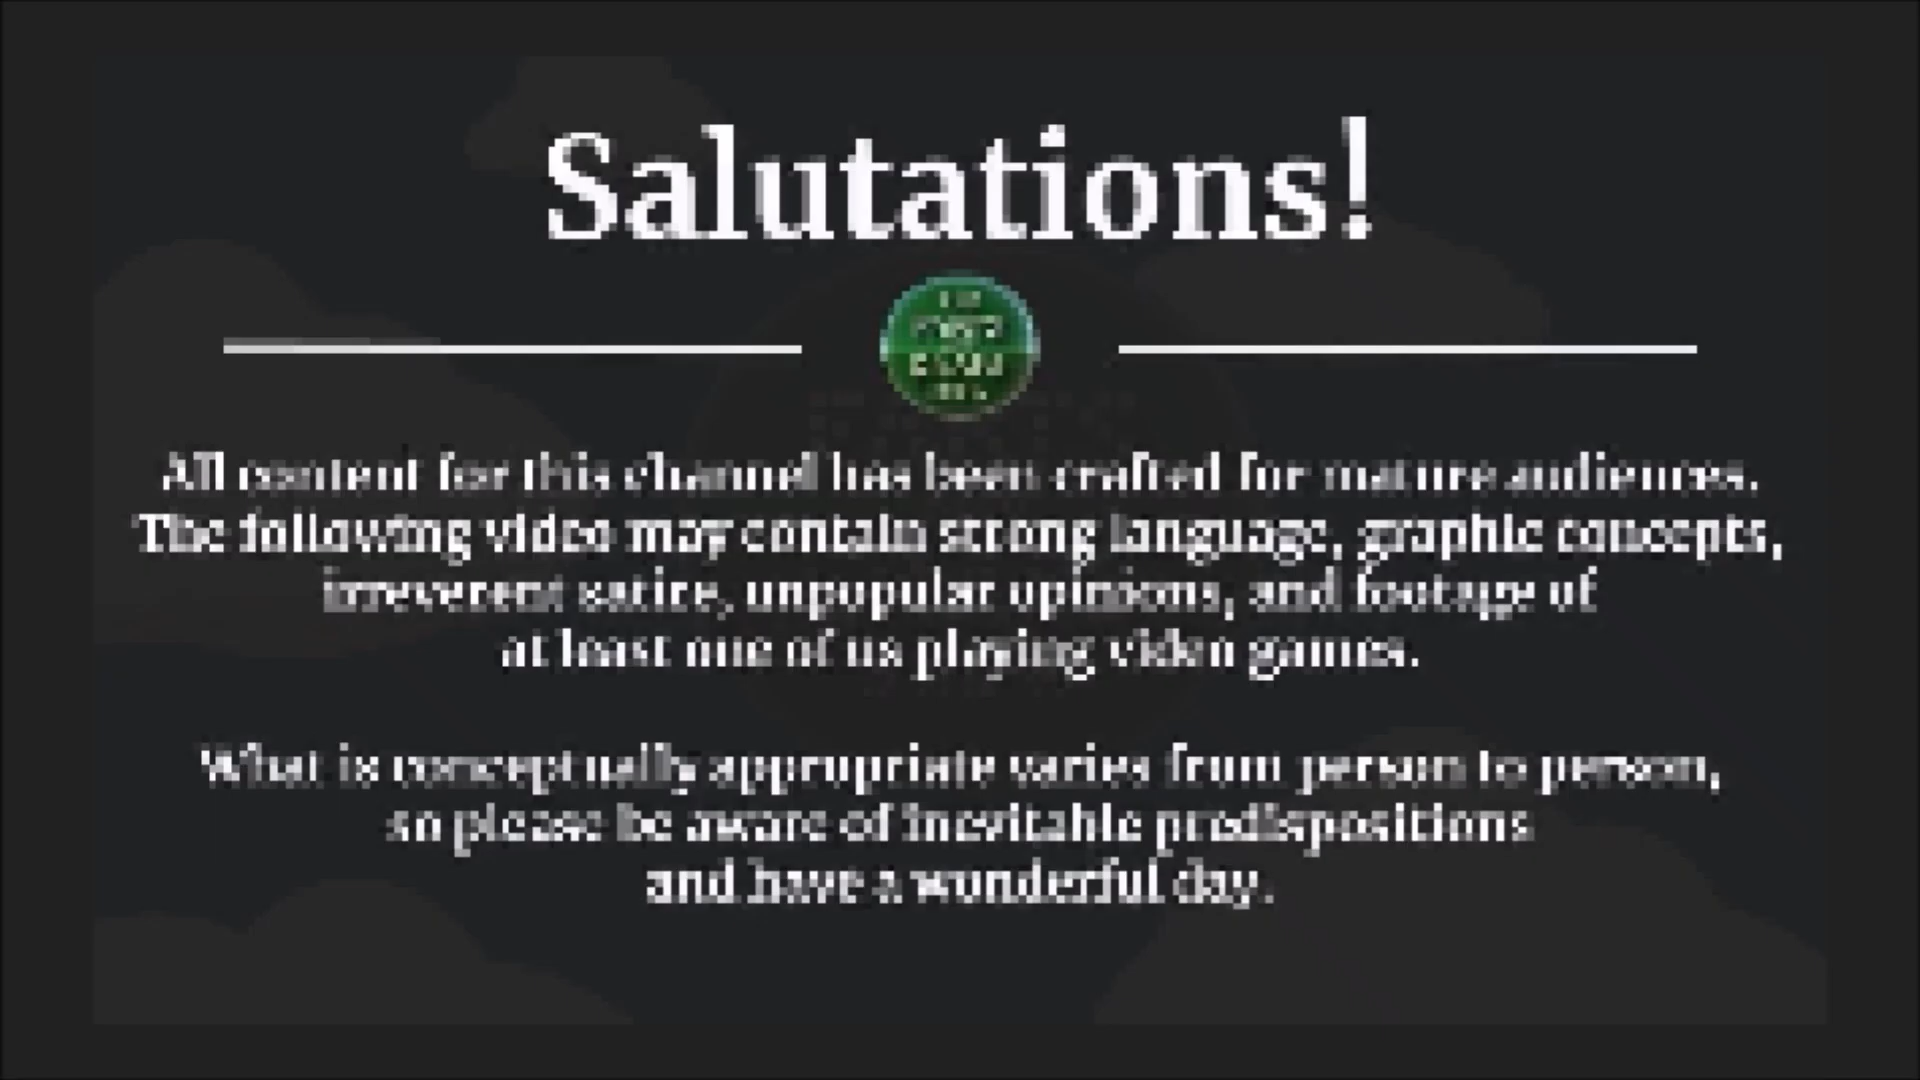 Salutations!
All content for this channel has been crafted for mature audiences.
The following video may contain strong language, graphic concepts,
irreverent satire, unpopular opinions, and footage of
at least one of us playing video games.
What is conceptually appropriate varies from person to person,
so please be aware of inevitable predispositions
and have a wonderful day.